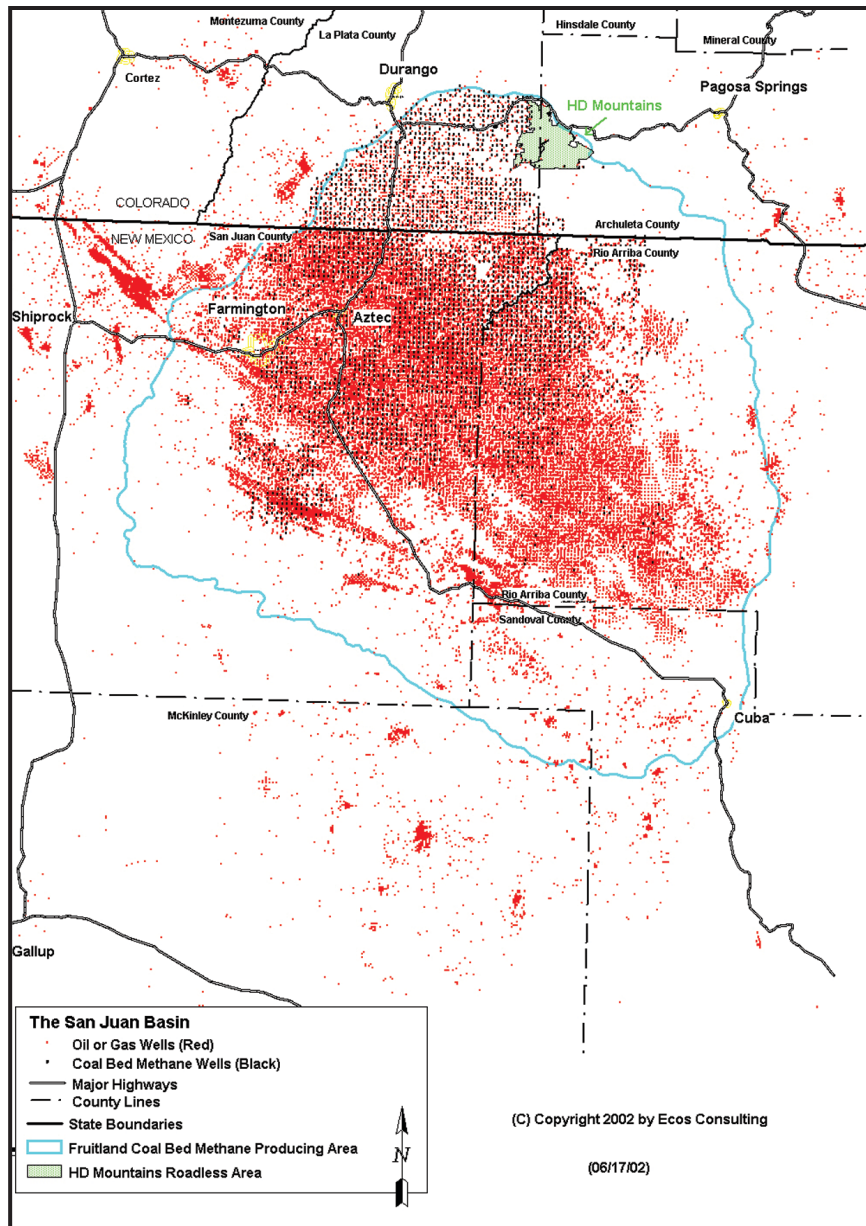 Montezuma County
La Plata County
Hinsdale County
Mineral County
Cortez
Durango
Pagosa Springs
HD Mountains
COLORADO
NEW MEXICO
San Juan County
Archuleta County
Rio Arriba County
Shiprock
Farmington
Aztec
Rio Arriba County
Sandoval County
McKinley County
Cuba
Gallup
The San Juan Basin
Oil or Gas Wells (Red)
Coal Bed Methane Wells (Black)
Major Highways
County Lines
State Boundaries
Fruitland Coal Bed Methane Producing Area
HD Mountains Roadless Area
N
(C) Copyright 2002 by Ecos Consulting
(06/17/02)